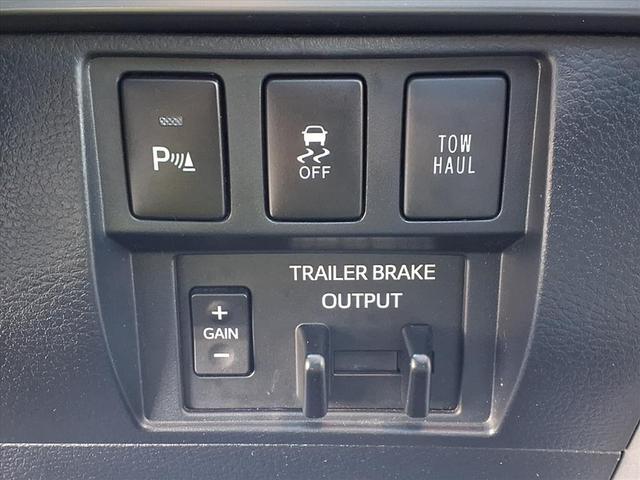 P
OFF
TOW
HAUL
TRAILER BRAKE
OUTPUT
+
GAIN
-